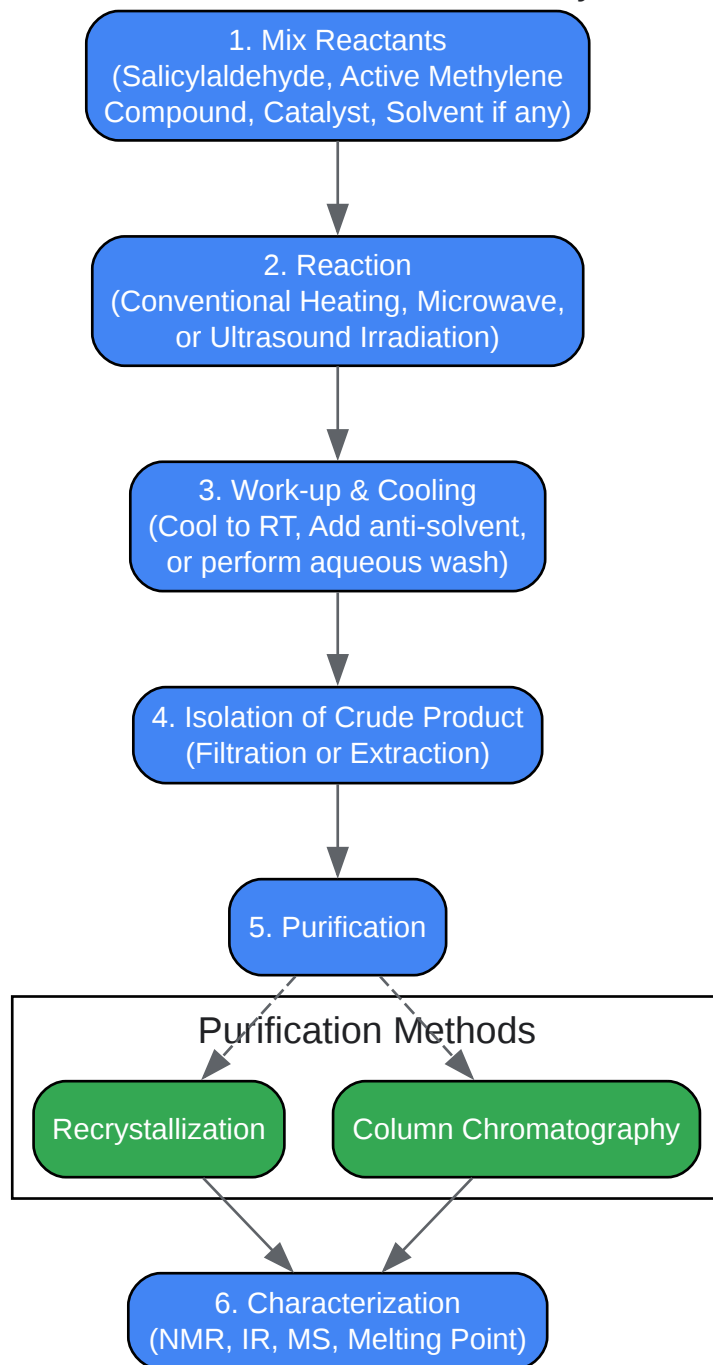 1. Mix Reactants
(Salicylaldehyde, Active Methylene
Compound, Catalyst, Solvent if any)
2. Reaction
(Conventional Heating, Microwave,
or Ultrasound Irradiation)
3. Work-up & Cooling
(Cool to RT, Add anti-solvent,
or perform aqueous wash)
4. Isolation of Crude Product
(Filtration or Extraction)
5. Purification
Purification Methods
Recrystallization
Column Chromatography
6. Characterization
(NMR, IR, MS, Melting Point)